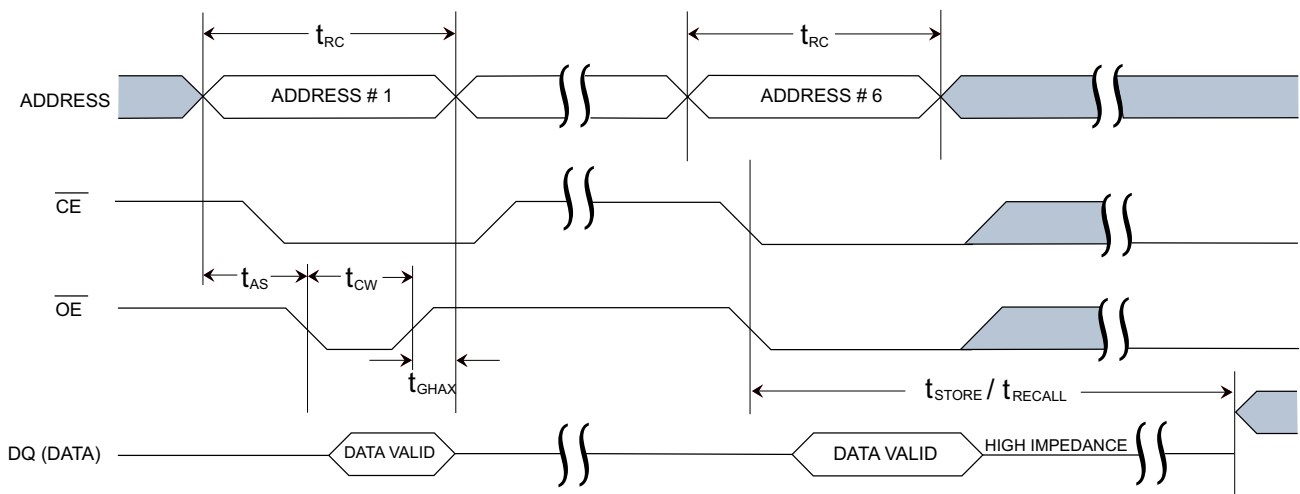 tRC tRC
ADDRESS ADDRESS # 1 ADDRESS # 6
CE
tAS tCW
OE
tGHAX
tSTORE / tRECALL
DQ (DATA) DATA VALID DATA VALID HIGH IMPEDANCE